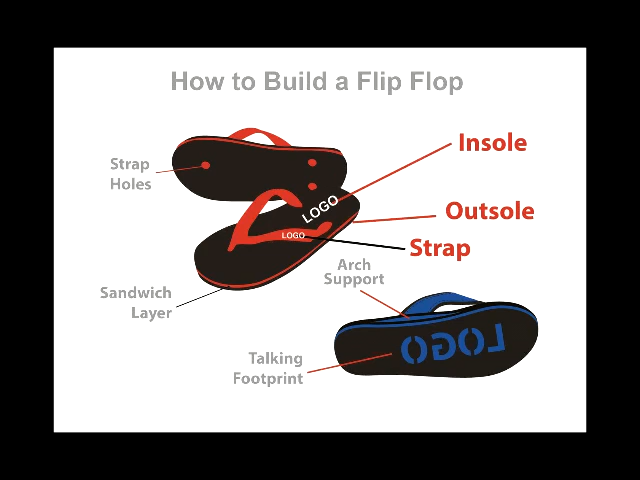 How to Build a Flip Flop
Insole
Strap
Holes
LOGO
Outsole
LOGO
Strap
Arch
Support
Sandwich
Layer
LOGO
Talking
Footprint